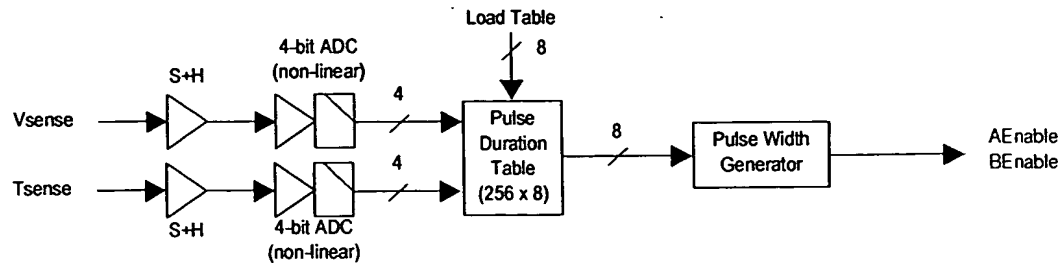 Load Table
8
4-bit ADC
(non-linear)
S+H
4
Vsense
Pulse
Duration
Table
(256 x 8)
8
Pulse Width
Generator
AEnable
BEnable
Tsense
4
S+H
4-bit ADC
(non-linear)